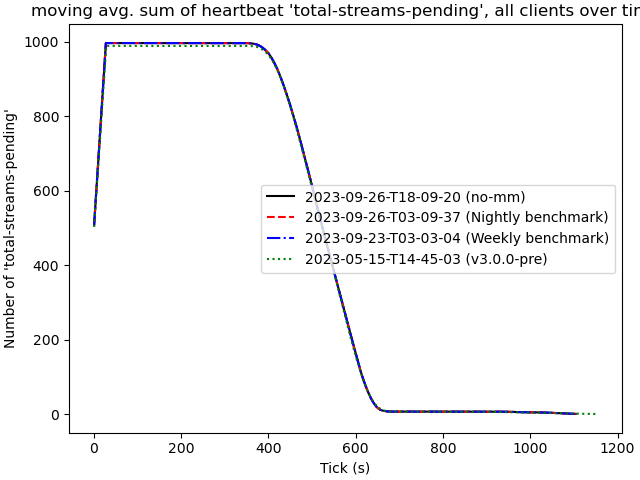 moving avg. sum of heartbeat 'total-streams-pending', all clients over tir
1000
800
600
400
200
0
Number of 'total-streams-pending'
2023-09-26-T18-09-20 (no-mm)
2023-09-26-T03-09-37 (Nightly benchmark)
2023-09-23-T03-03-04 (Weekly benchmark)
2023-05-15-T14-45-03 (v3.0.0-pre)
0 200 400 600 800 1000 1200
Tick (s)